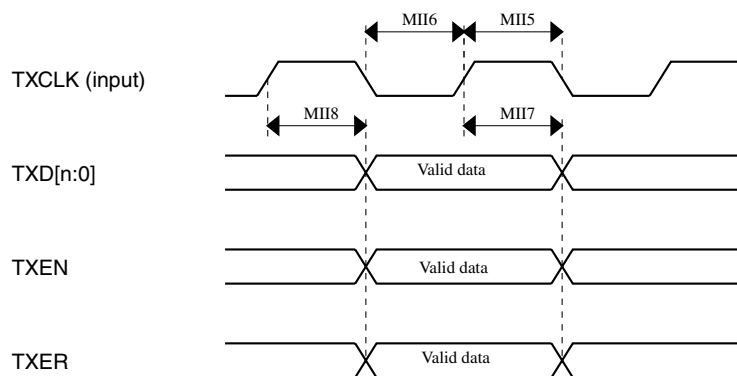 MII6 MII5
TXCLK (input)
MII8 MII7
TXD[n:0] Valid data
TXEN Valid data
TXER Valid data